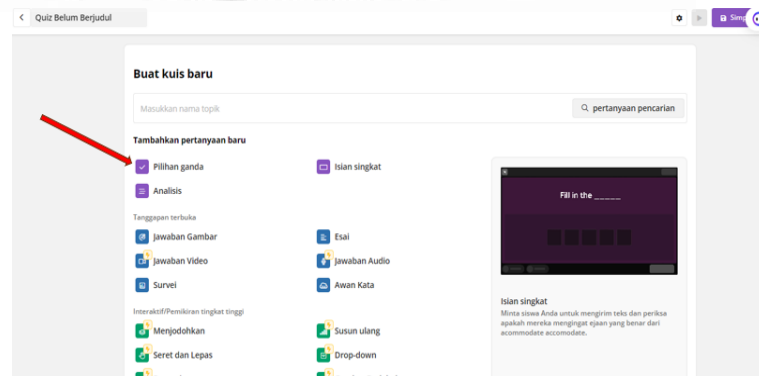 Quiz Belum Berjudul
Buat kuis baru
Masukkan nama topik
pertanyaan pencarian
Tambahkan pertanyaan baru
Pilihan ganda
Isian singkat
Analisis
Tanggapan terbuka
Jawaban Gambar
Esai
Jawaban Video
Jawaban Audio
Survei
Awan Kata
Interaktif/Pemikiran tingkat tinggi
Menjodohkan
Susun ulang
Seret dan Lepas
Drop-down
Fill in the _____
Isian singkat
Minta siswa Anda untuk mengirim teks dan periksa
apakah mereka mengingat ejaan yang benar dari
acommodate accomodate.